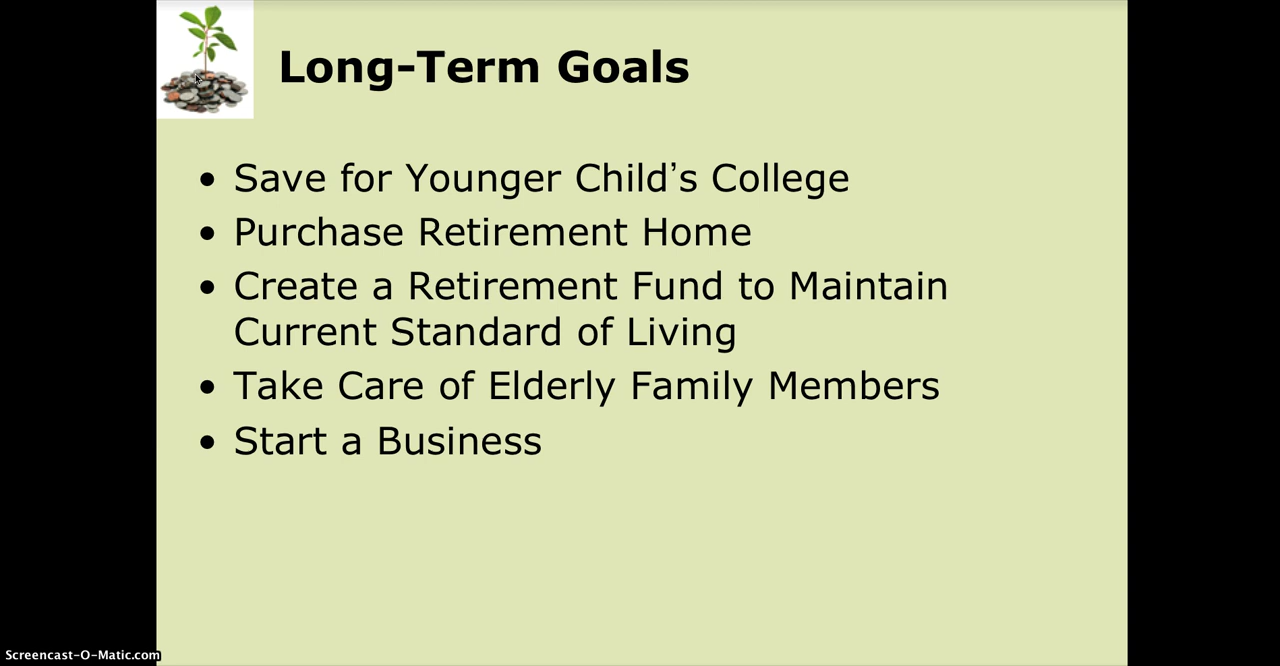 Long-Term Goals
• Save for Younger Child’s College
• Purchase Retirement Home
• Create a Retirement Fund to Maintain
Current Standard of Living
• Take Care of Elderly Family Members
• Start a Business
Screencast-O-Matic.com